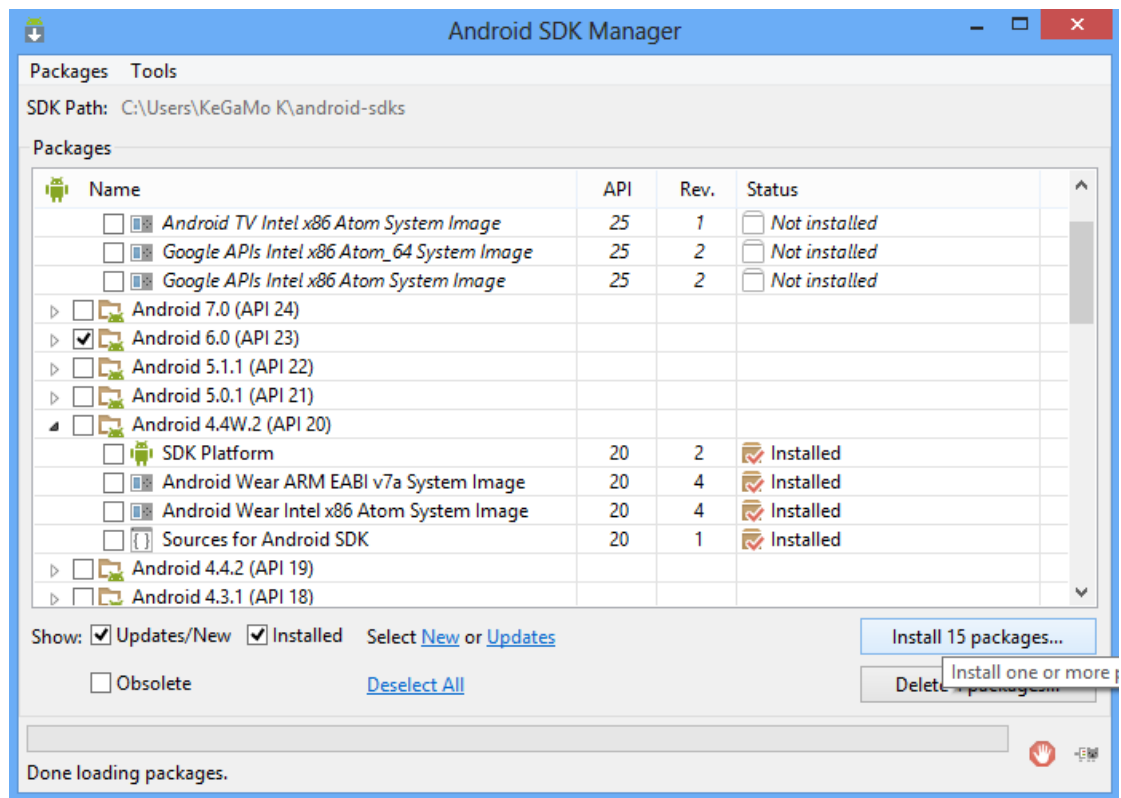 Android SDK Manager
Packages Tools
SDK Path: C:\Users\KeGaMo K\android-sdks
Packages
Name API Rev. Status
Android TV Intel x86 Atom System Image 25 1 Not installed
Google APIs Intel x86 Atom_64 System Image 25 2 Not installed
Google APIs Intel x86 Atom System Image 25 2 Not installed
Android 7.0 (API 24)
Android 6.0 (API 23)
Android 5.1.1 (API 22)
Android 5.0.1 (API 21)
Android 4.4W.2 (API 20)
SDK Platform 20 2 Installed
Android Wear ARM EABI v7a System Image 20 4 Installed
Android Wear Intel x86 Atom System Image 20 4 Installed
Sources for Android SDK 20 1 Installed
Android 4.4.2 (API 19)
Android 4.3.1 (API 18)
Show: Updates/New Installed Select New or Updates Install 15 packages...
Install one or more
Obsolete Deselect All Delete packages...
Done loading packages.